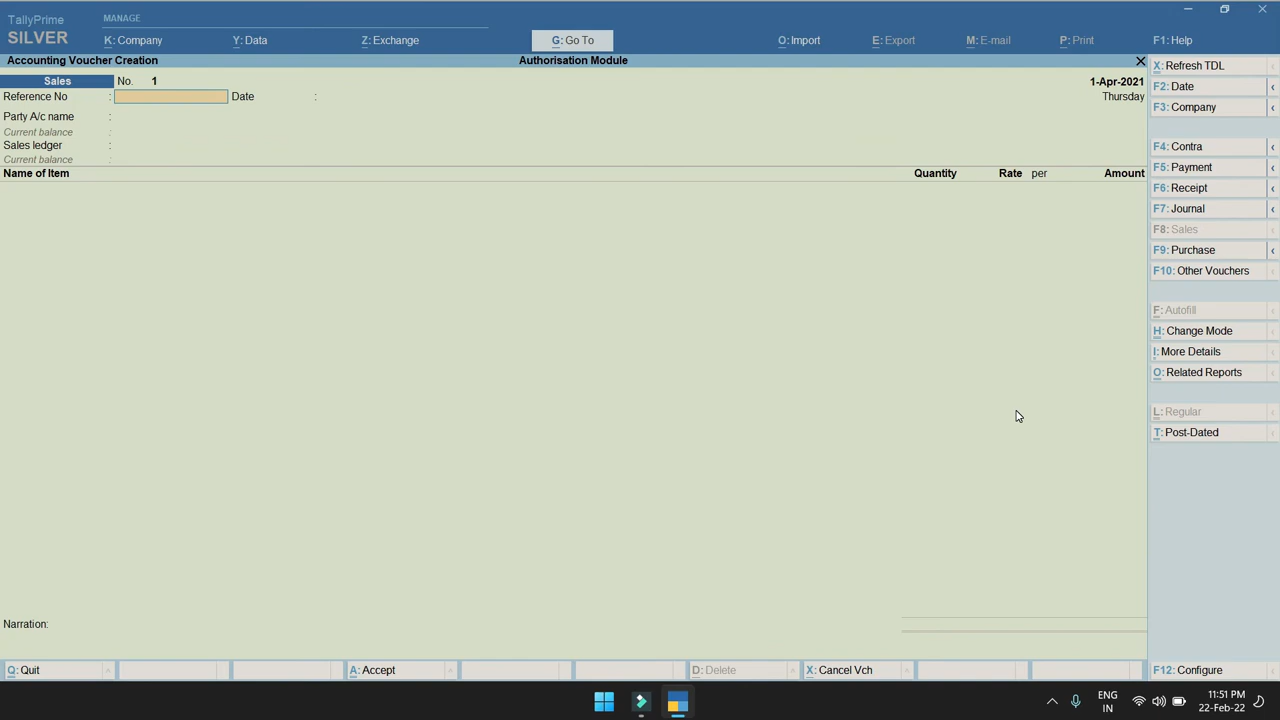 TallyPrime
MANAGE
SILVER
K: Company
Y: Data
Z: Exchange
G: Go To
O: Import
E: Export
M: E-mail
P: Print
F1: Help
Accounting Voucher Creation
Authorisation Module
X: Refresh TDL
Sales
No. 1
1-Apr-2021
F2: Date
Reference No :
Date :
Thursday
F3: Company
Party A/c name :
Current balance :
Sales ledger :
F4: Contra
Current balance :
F5: Payment
Name of Item
Quantity
Rate
per
Amount
F6: Receipt
F7: Journal
F8: Sales
F9: Purchase
F10: Other Vouchers
F: Autofill
H: Change Mode
I: More Details
O: Related Reports
L: Regular
T: Post-Dated
Narration:
Q: Quit
A: Accept
D: Delete
X: Cancel Vch
F12: Configure
ENG
IN
11:51 PM
22-Feb-22